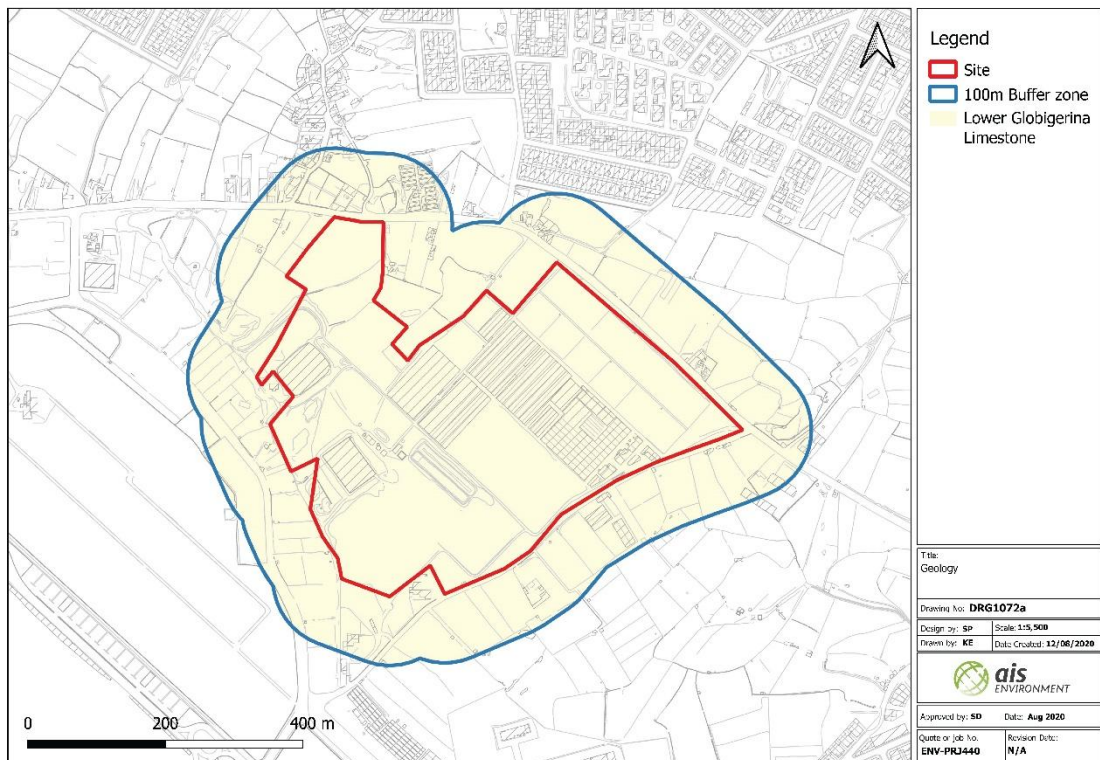 Legend
Site
100m Buffer zone
Lower Globigerina
Limestone
0 200 400 m
Title:
Geology
Drawing No: DRG1072a
Design by: SP Scale: 1:5,500
Drawn by: KE Date Created: 12/08/2020
ais
ENVIRONMENT
Approved by: SD Date: Aug 2020
Quote or Job No. Revision Date:
ENV-PRJ440 N/A